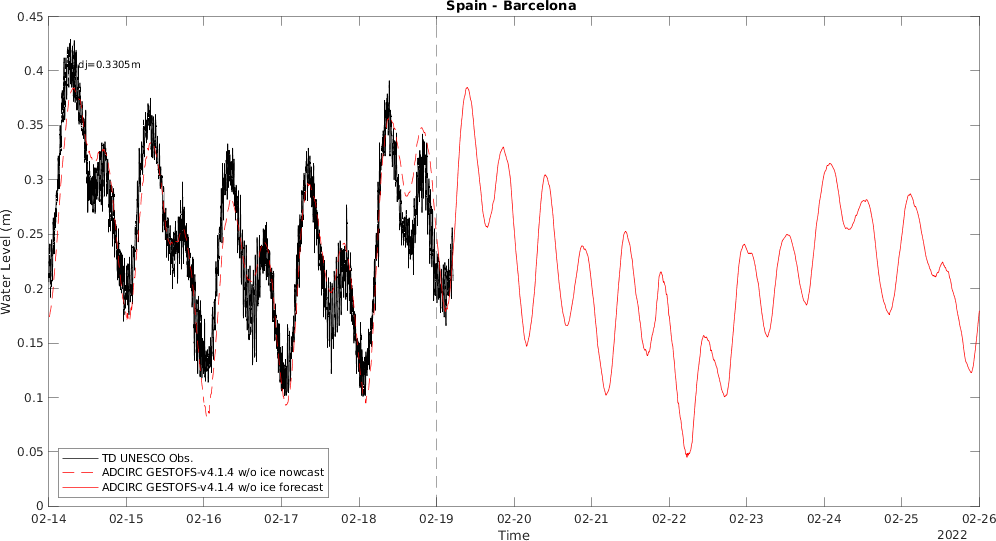 Spain - Barcelona
0.45
0.4
0.35
0.3
0.25
0.2
0.15
0.1
0.05
0
Water Level (m)
dj=0.3305m
TD UNESCO Obs.
ADCIRC GESTOFS-v4.1.4 w/o ice nowcast
ADCIRC GESTOFS-v4.1.4 w/o ice forecast
02-14 02-15 02-16 02-17 02-18 02-19 02-20 02-21 02-22 02-23 02-24 02-25 02-26
Time
2022